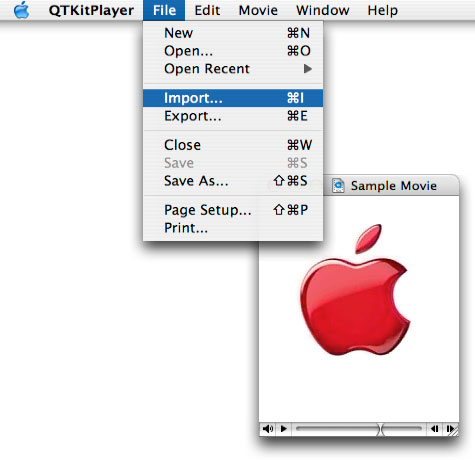 QTKitPlayer File Edit Movie Window Help
New ⌘N
Open... ⌘O
Open Recent ▶
Import... ⌘I
Export... ⌘E
Close ⌘W
Save ⌘S
Save As... ⇧⌘S
Page Setup... ⇧⌘P
Print...
Sample Movie